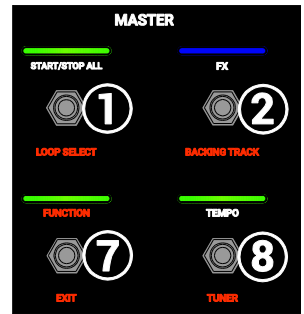 MASTER
START/STOP ALL
FX
1
2
LOOP SELECT
BACKING TRACK
FUNCTION
TEMPO
7
8
EXIT
TUNER